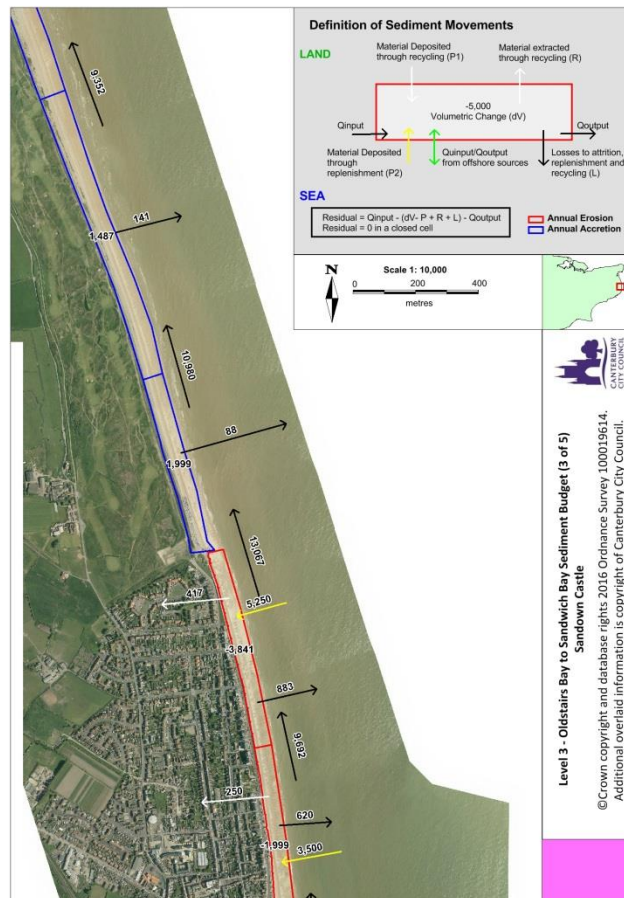 Definition of Sediment Movements
LAND
Material Deposited
through recycling (P1)
Material extracted
through recycling (R)
-5,000
Volumetric Change (dV)
Qinput
Qoutput
Material Deposited
through
replenishment (P2)
Quinput/Qoutput
from offshore sources
Losses to attrition,
replenishment and
recycling (L)
SEA
Residual = Qinput - (dV- P + R + L) - Qoutput
Residual = 0 in a closed cell
Annual Erosion
Annual Accretion
N
Scale 1: 10,000
0 200 400
metres
CANTERBURY
CITY COUNCIL
Level 3 - Oldstairs Bay to Sandwich Bay Sediment Budget (3 of 5)
Sandown Castle
©Crown copyright and database rights 2016 Ordnance Survey 100019614.
Additional overlaid information is copyright of Canterbury City Council.
9,352
141
1,487
10,980
88
1,999
13,067
417
5,250
-3,841
883
9,692
250
620
-1,999
3,500